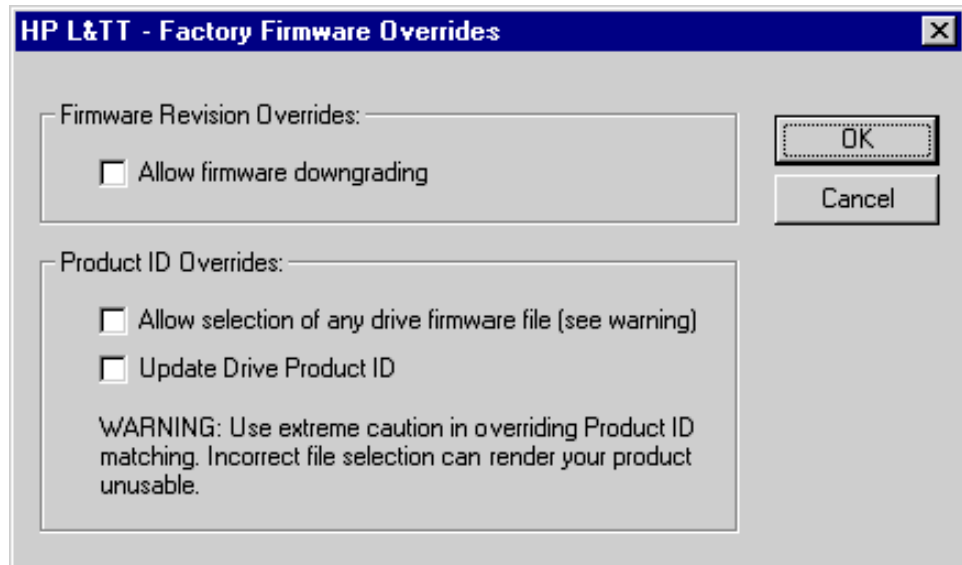 HP L&TT - Factory Firmware Overrides
Firmware Revision Overrides:
Allow firmware downgrading
OK
Cancel
Product ID Overrides:
Allow selection of any drive firmware file (see warning)
Update Drive Product ID
WARNING: Use extreme caution in overriding Product ID
matching. Incorrect file selection can render your product
unusable.